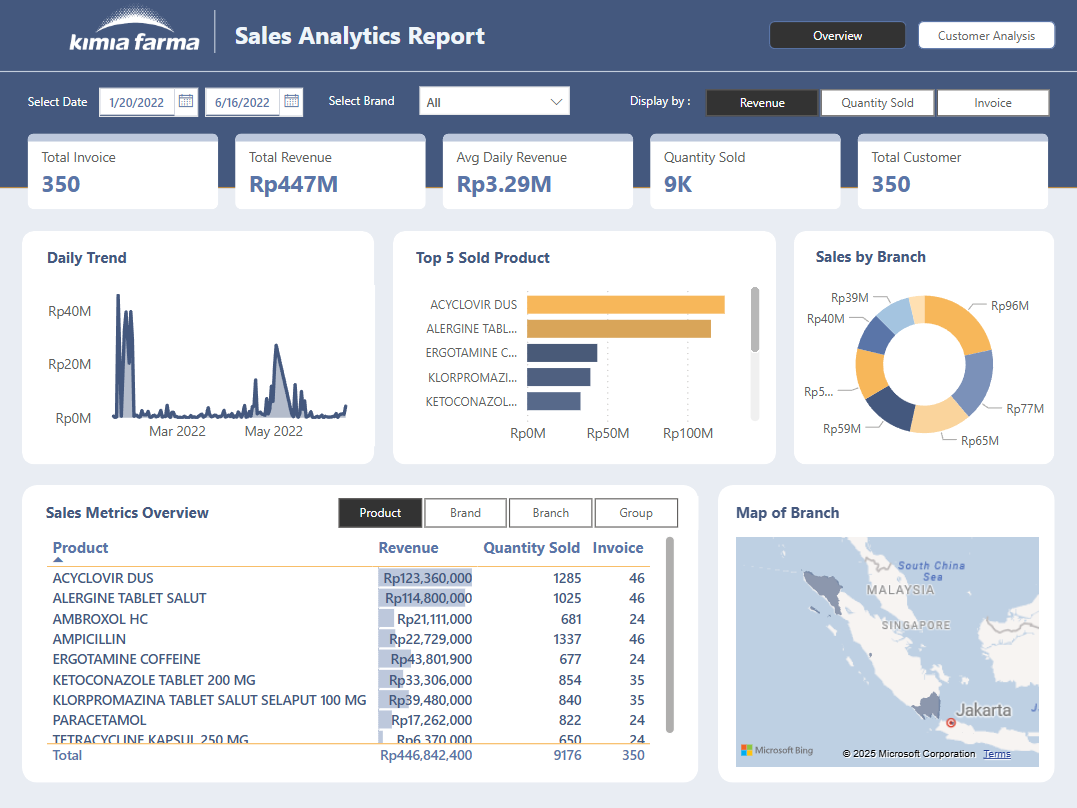 kimia farma
Sales Analytics Report
Overview
Customer Analysis
Select Date
1/20/2022
6/16/2022
Select Brand
All
Display by :
Revenue
Quantity Sold
Invoice
Total Invoice
350
Total Revenue
Rp447M
Avg Daily Revenue
Rp3.29M
Quantity Sold
9K
Total Customer
350
Daily Trend
Rp40M
Rp20M
Rp0M
Mar 2022
May 2022
Top 5 Sold Product
ACYCLOVIR DUS
ALERGINE TABL...
ERGOTAMINE C...
KLORPROMAZI...
KETOCONAZOL...
Rp0M
Rp50M
Rp100M
Sales by Branch
Rp39M
Rp96M
Rp40M
Rp5...
Rp77M
Rp59M
Rp65M
Sales Metrics Overview
Product
Brand
Branch
Group
Product Revenue Quantity Sold Invoice
ACYCLOVIR DUS Rp123,360,000 1285 46
ALERGINE TABLET SALUT Rp114,800,000 1025 46
AMBROXOL HC Rp21,111,000 681 24
AMPICILLIN Rp22,729,000 1337 46
ERGOTAMINE COFFEINE Rp43,801,900 677 24
KETOCONAZOLE TABLET 200 MG Rp33,306,000 854 35
KLORPROMAZINA TABLET SALUT SELAPUT 100 MG Rp39,480,000 840 35
PARACETAMOL Rp17,262,000 822 24
TETRACYCLINE KAPSUL 250 MG Rp6,370,000 650 24
Total Rp446,842,400 9176 350
Map of Branch
South China
Sea
MALAYSIA
SINGAPORE
Jakarta
Microsoft Bing
© 2025 Microsoft Corporation Terms